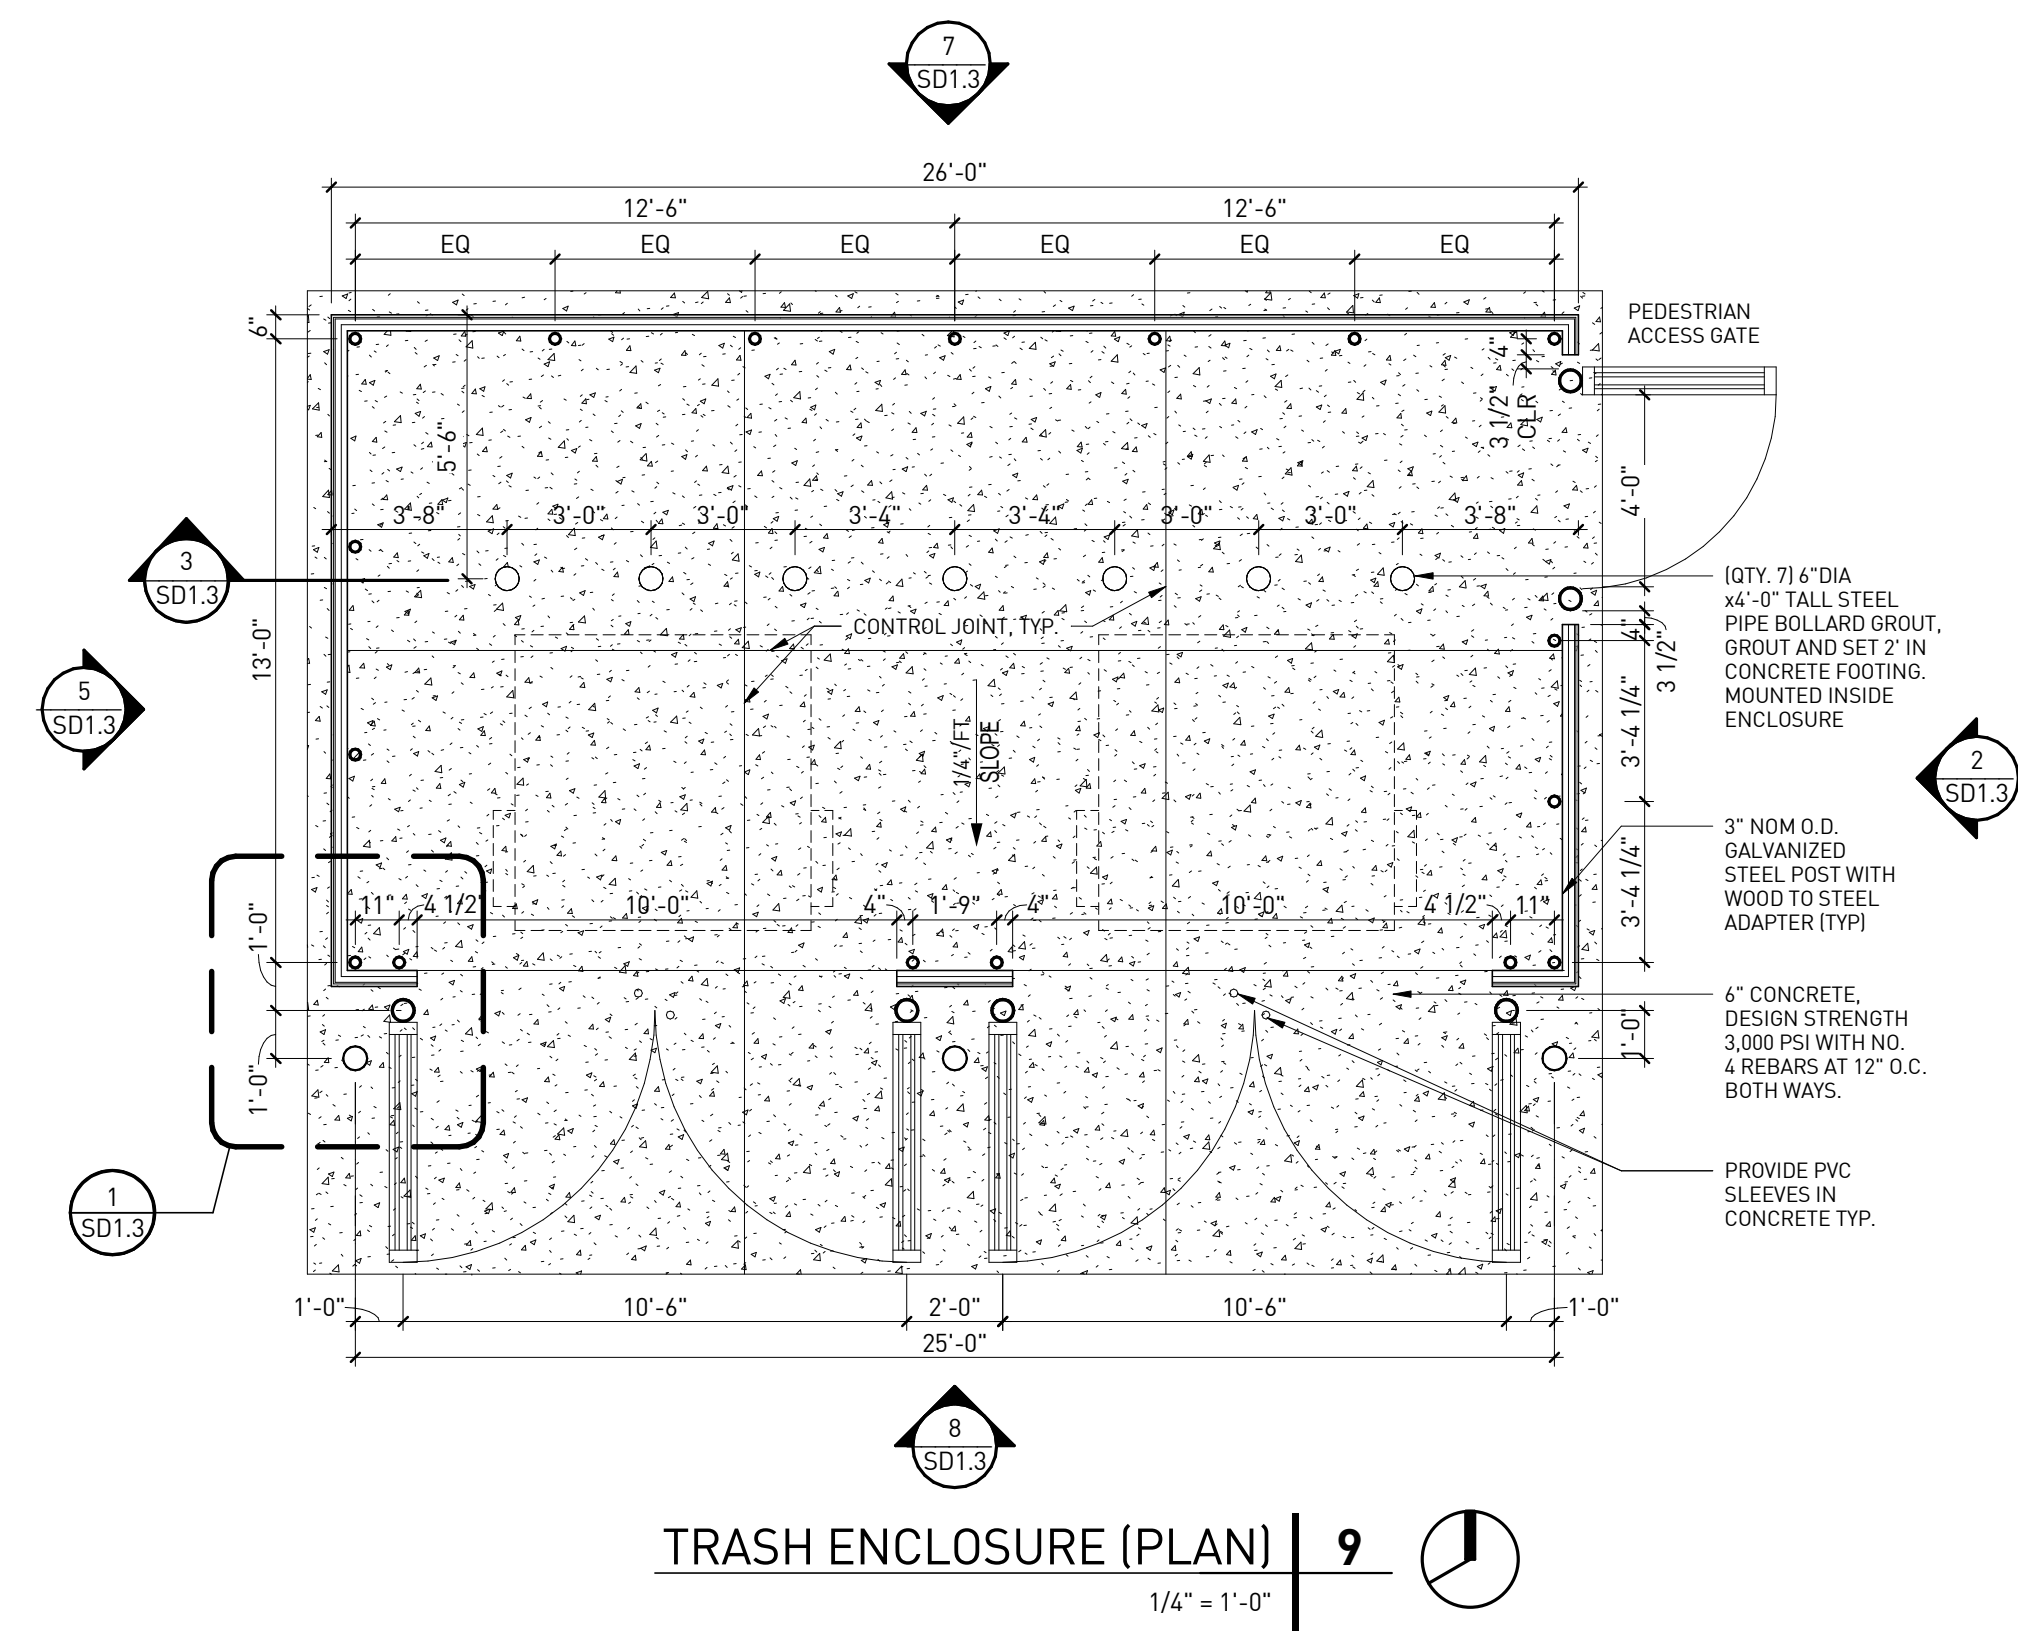 7
SD1.3
26'-0"
12'-6"
12'-6"
EQ
EQ
EQ
EQ
EQ
EQ
6"
PEDESTRIAN
ACCESS GATE
4"
3 1/2"
CLR
5'-6"
4'-0"
3'-8"
3'-0"
3'-0"
3'-4"
3'-4"
3'-0"
3'-0"
3'-8"
3
SD1.3
(QTY. 7) 6"DIA
x4'-0" TALL STEEL
PIPE BOLLARD GROUT,
GROUT AND SET 2' IN
CONCRETE FOOTING.
MOUNTED INSIDE
ENCLOSURE
CONTROL JOINT, TYP.
4"
3 1/2"
13'-0"
5
SD1.3
3'-4 1/4"
1/4"/FT
SLOPE
2
SD1.3
3" NOM O.D.
GALVANIZED
STEEL POST WITH
WOOD TO STEEL
ADAPTER (TYP)
3'-4 1/4"
11"
4 1/2"
10'-0"
4"
1'-9"
4"
10'-0"
4 1/2"
11"
1'-0"
6" CONCRETE,
DESIGN STRENGTH
3,000 PSI WITH NO.
4 REBARS AT 12" O.C.
BOTH WAYS.
1'-0"
1'-0"
PROVIDE PVC
SLEEVES IN
CONCRETE TYP.
1
SD1.3
1'-0"
10'-6"
2'-0"
10'-6"
1'-0"
25'-0"
8
SD1.3
TRASH ENCLOSURE (PLAN)
9
1/4" = 1'-0"